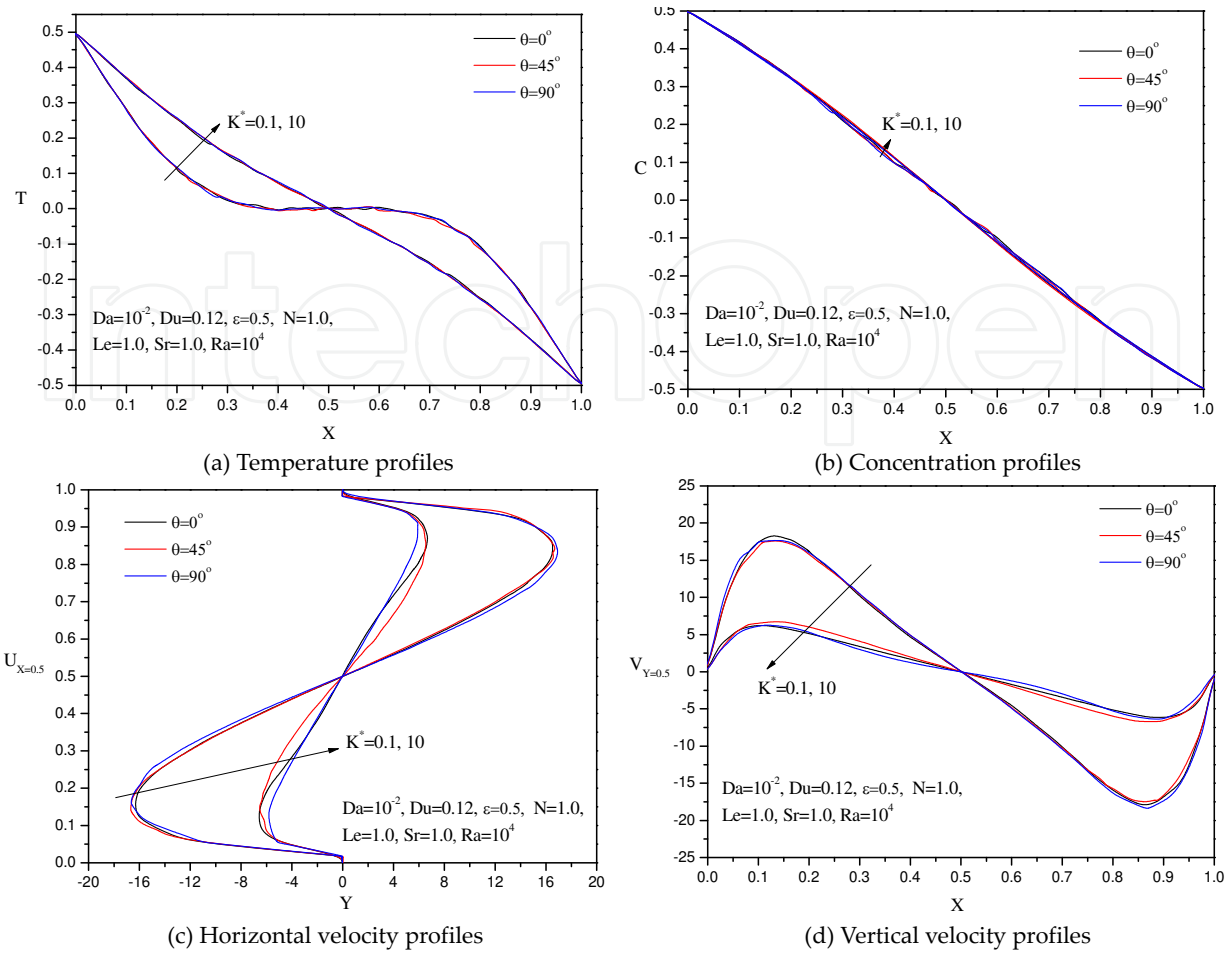 0.5
0.4
0.3
0.2
0.1
0.0
-0.1
-0.2
-0.3
-0.4
-0.5
T
θ=0°
θ=45°
θ=90°
K*=0.1, 10
Da=10⁻², Du=0.12, ε=0.5, N=1.0,
Le=1.0, Sr=1.0, Ra=10⁴
0.0 0.1 0.2 0.3 0.4 0.5 0.6 0.7 0.8 0.9 1.0
X
(a) Temperature profiles
0.5
0.4
0.3
0.2
0.1
0.0
-0.1
-0.2
-0.3
-0.4
-0.5
C
θ=0°
θ=45°
θ=90°
K*=0.1, 10
Da=10⁻², Du=0.12, ε=0.5, N=1.0,
Le=1.0, Sr=1.0, Ra=10⁴
0.0 0.1 0.2 0.3 0.4 0.5 0.6 0.7 0.8 0.9 1.0
X
(b) Concentration profiles
IntechOpen
1.0
0.9
0.8
0.7
0.6
0.5
0.4
0.3
0.2
0.1
0.0
U X=0.5
θ=0°
θ=45°
θ=90°
K*=0.1, 10
Da=10⁻², Du=0.12, ε=0.5, N=1.0,
Le=1.0, Sr=1.0, Ra=10⁴
-20 -16 -12 -8 -4 0 4 8 12 16 20
Y
(c) Horizontal velocity profiles
25
20
15
10
5
0
-5
-10
-15
-20
-25
V Y=0.5
θ=0°
θ=45°
θ=90°
K*=0.1, 10
Da=10⁻², Du=0.12, ε=0.5, N=1.0,
Le=1.0, Sr=1.0, Ra=10⁴
0.0 0.1 0.2 0.3 0.4 0.5 0.6 0.7 0.8 0.9 1.0
X
(d) Vertical velocity profiles